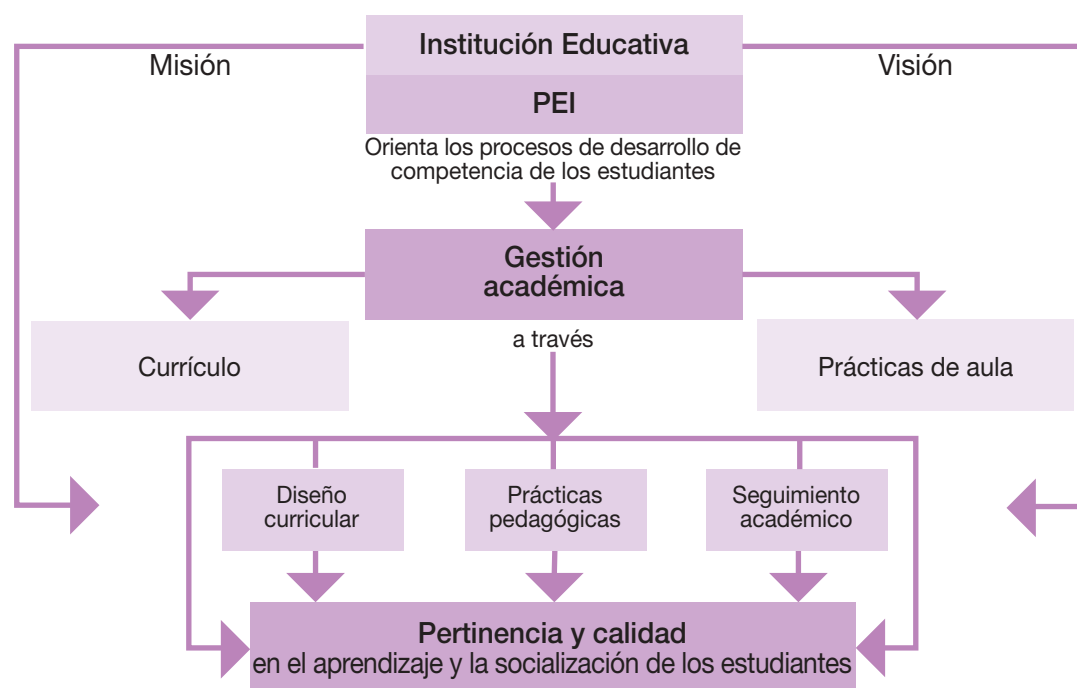 Institución Educativa
Misión
Visión
PEI
Orienta los procesos de desarrollo de
competencia de los estudiantes
Gestión
académica
a través
Currículo
Prácticas de aula
Diseño
curricular
Prácticas
pedagógicas
Seguimiento
académico
Pertinencia y calidad
en el aprendizaje y la socialización de los estudiantes